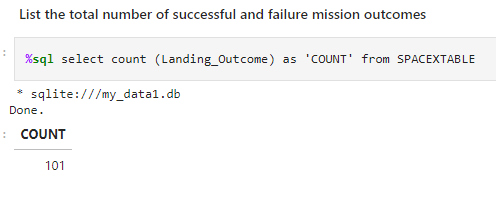 List the total number of successful and failure mission outcomes
: %sql select count (Landing_Outcome) as 'COUNT' from SPACEXTABLE
* sqlite:///my_data1.db
Done.
: COUNT
101